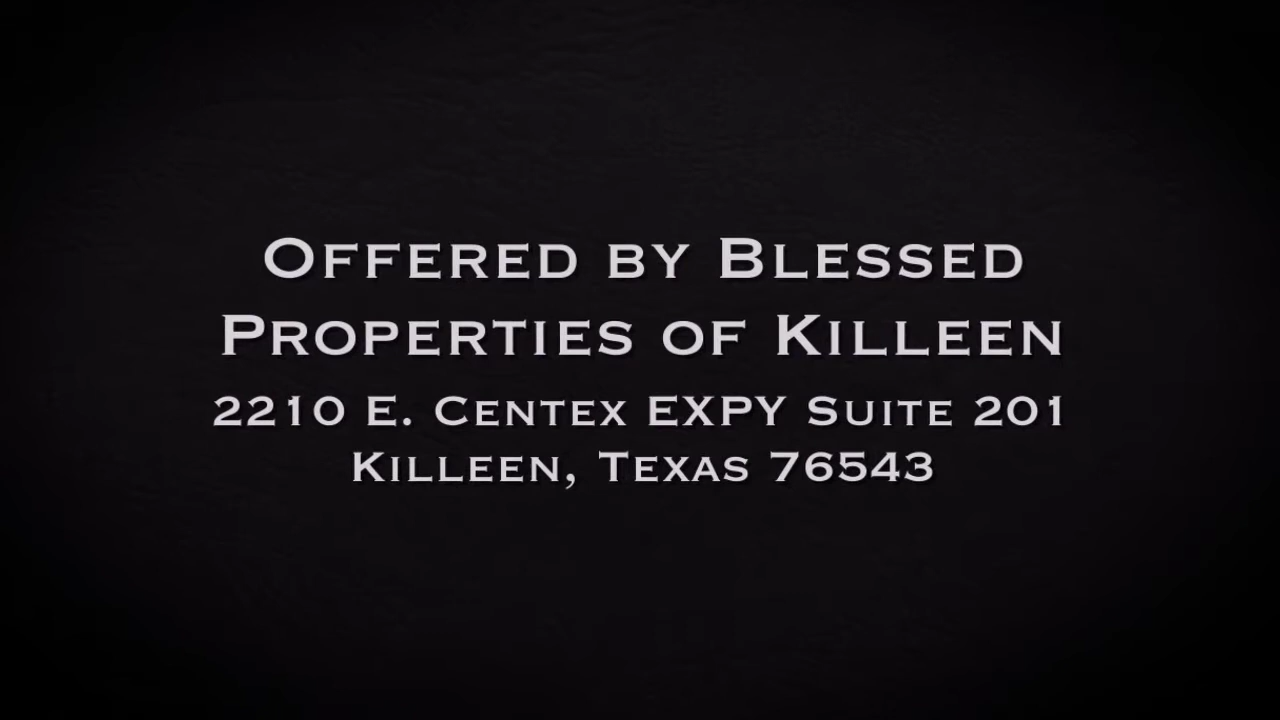 Offered by Blessed
Properties of Killeen
2210 E. Centex EXPY Suite 201
Killeen, Texas 76543